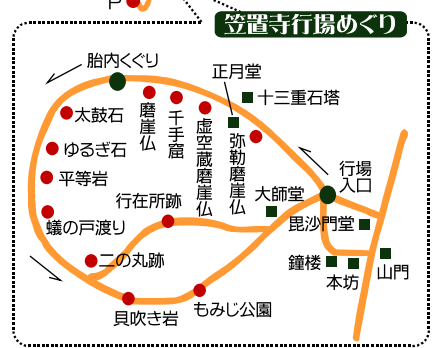 P
笠置寺行場めぐり
胎内くぐり
正月堂
十三重石塔
太鼓石
磨崖仏
千手窟
虚空蔵磨崖仏
弥勒磨崖仏
ゆるぎ石
平等岩
行場
入口
行在所跡
大師堂
蟻の戸渡り
毘沙門堂
二の丸跡
鐘楼
本坊
山門
貝吹き岩
もみじ公園